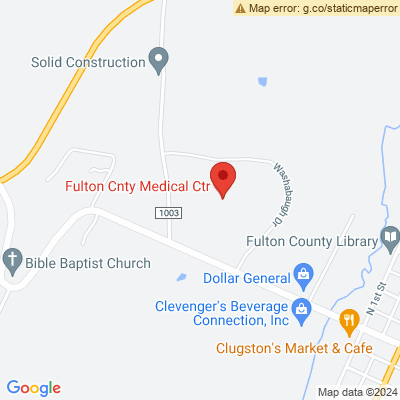 Map error: g.co/staticmaperror
Solid Construction
Washabaugh Dr
Fulton Cnty Medical Ctr
1003
Fulton County Library
Bible Baptist Church
Dollar General
N 1st St
Clevenger's Beverage
Connection, Inc
Clugston's Market & Cafe
Google
Map data ©2024